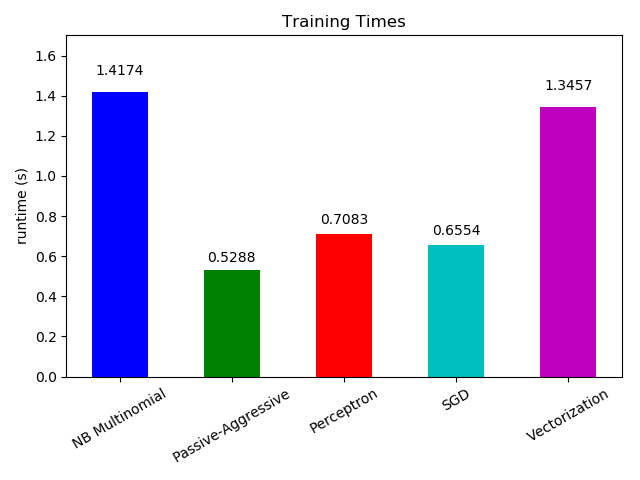 Training Times
runtime (s)
1.6
1.4
1.2
1.0
0.8
0.6
0.4
0.2
0.0
1.4174
0.5288
0.7083
0.6554
1.3457
NB Multinomial
Passive-Aggressive
Perceptron
SGD
Vectorization